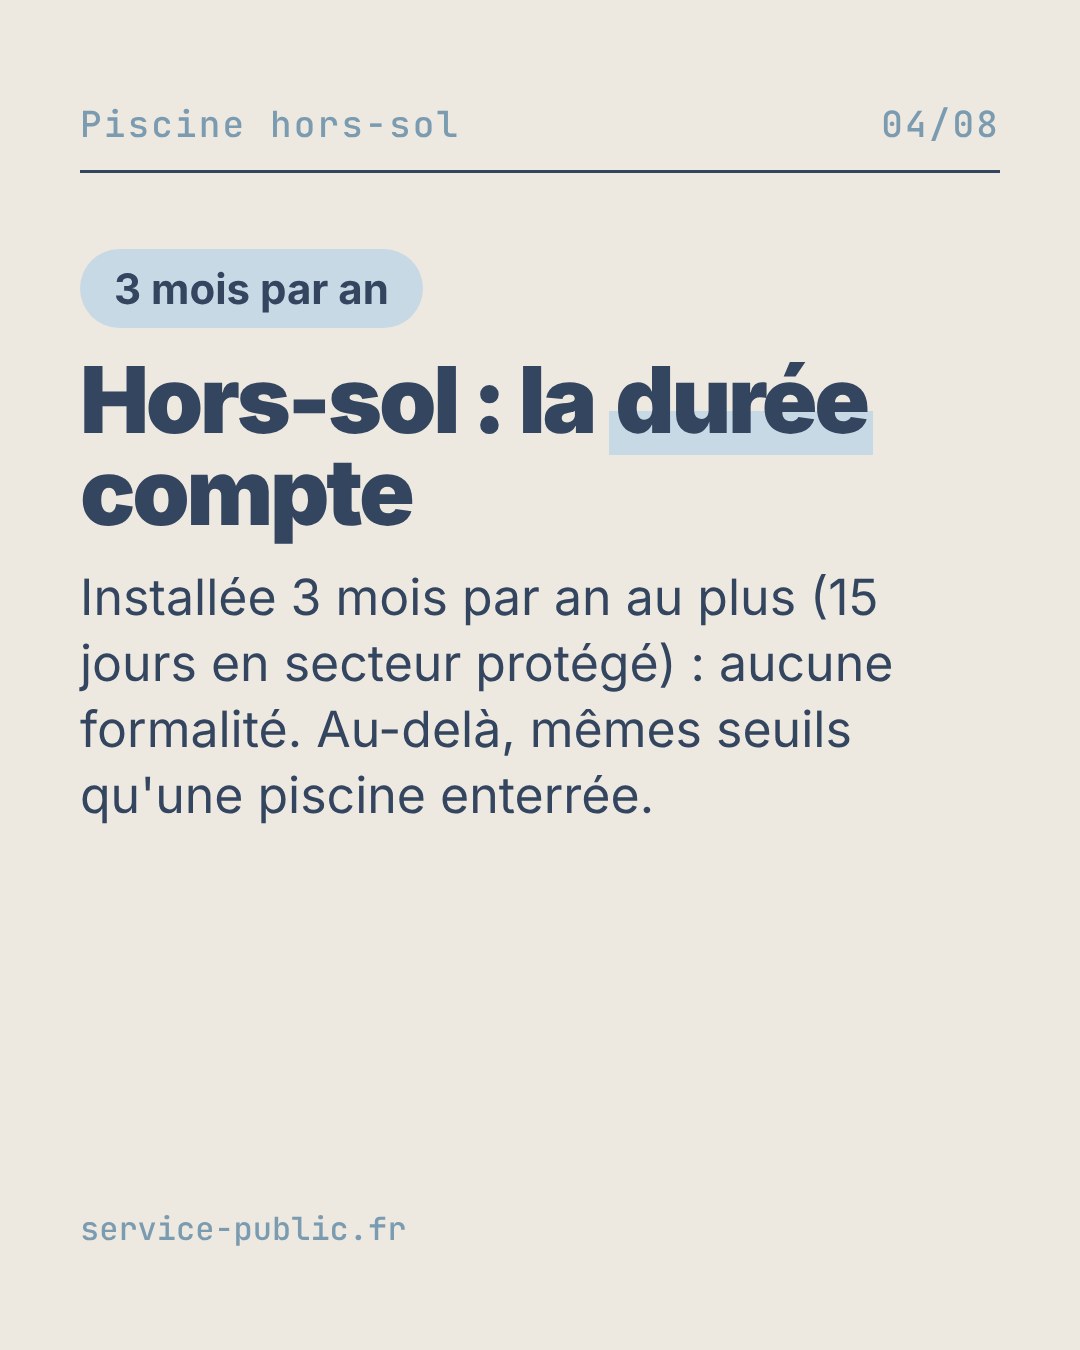 Piscine hors-sol
04/08
3 mois par an
Hors-sol : la durée
compte
Installée 3 mois par an au plus (15
jours en secteur protégé) : aucune
formalité. Au-delà, mêmes seuils
qu'une piscine enterrée.
service-public.fr